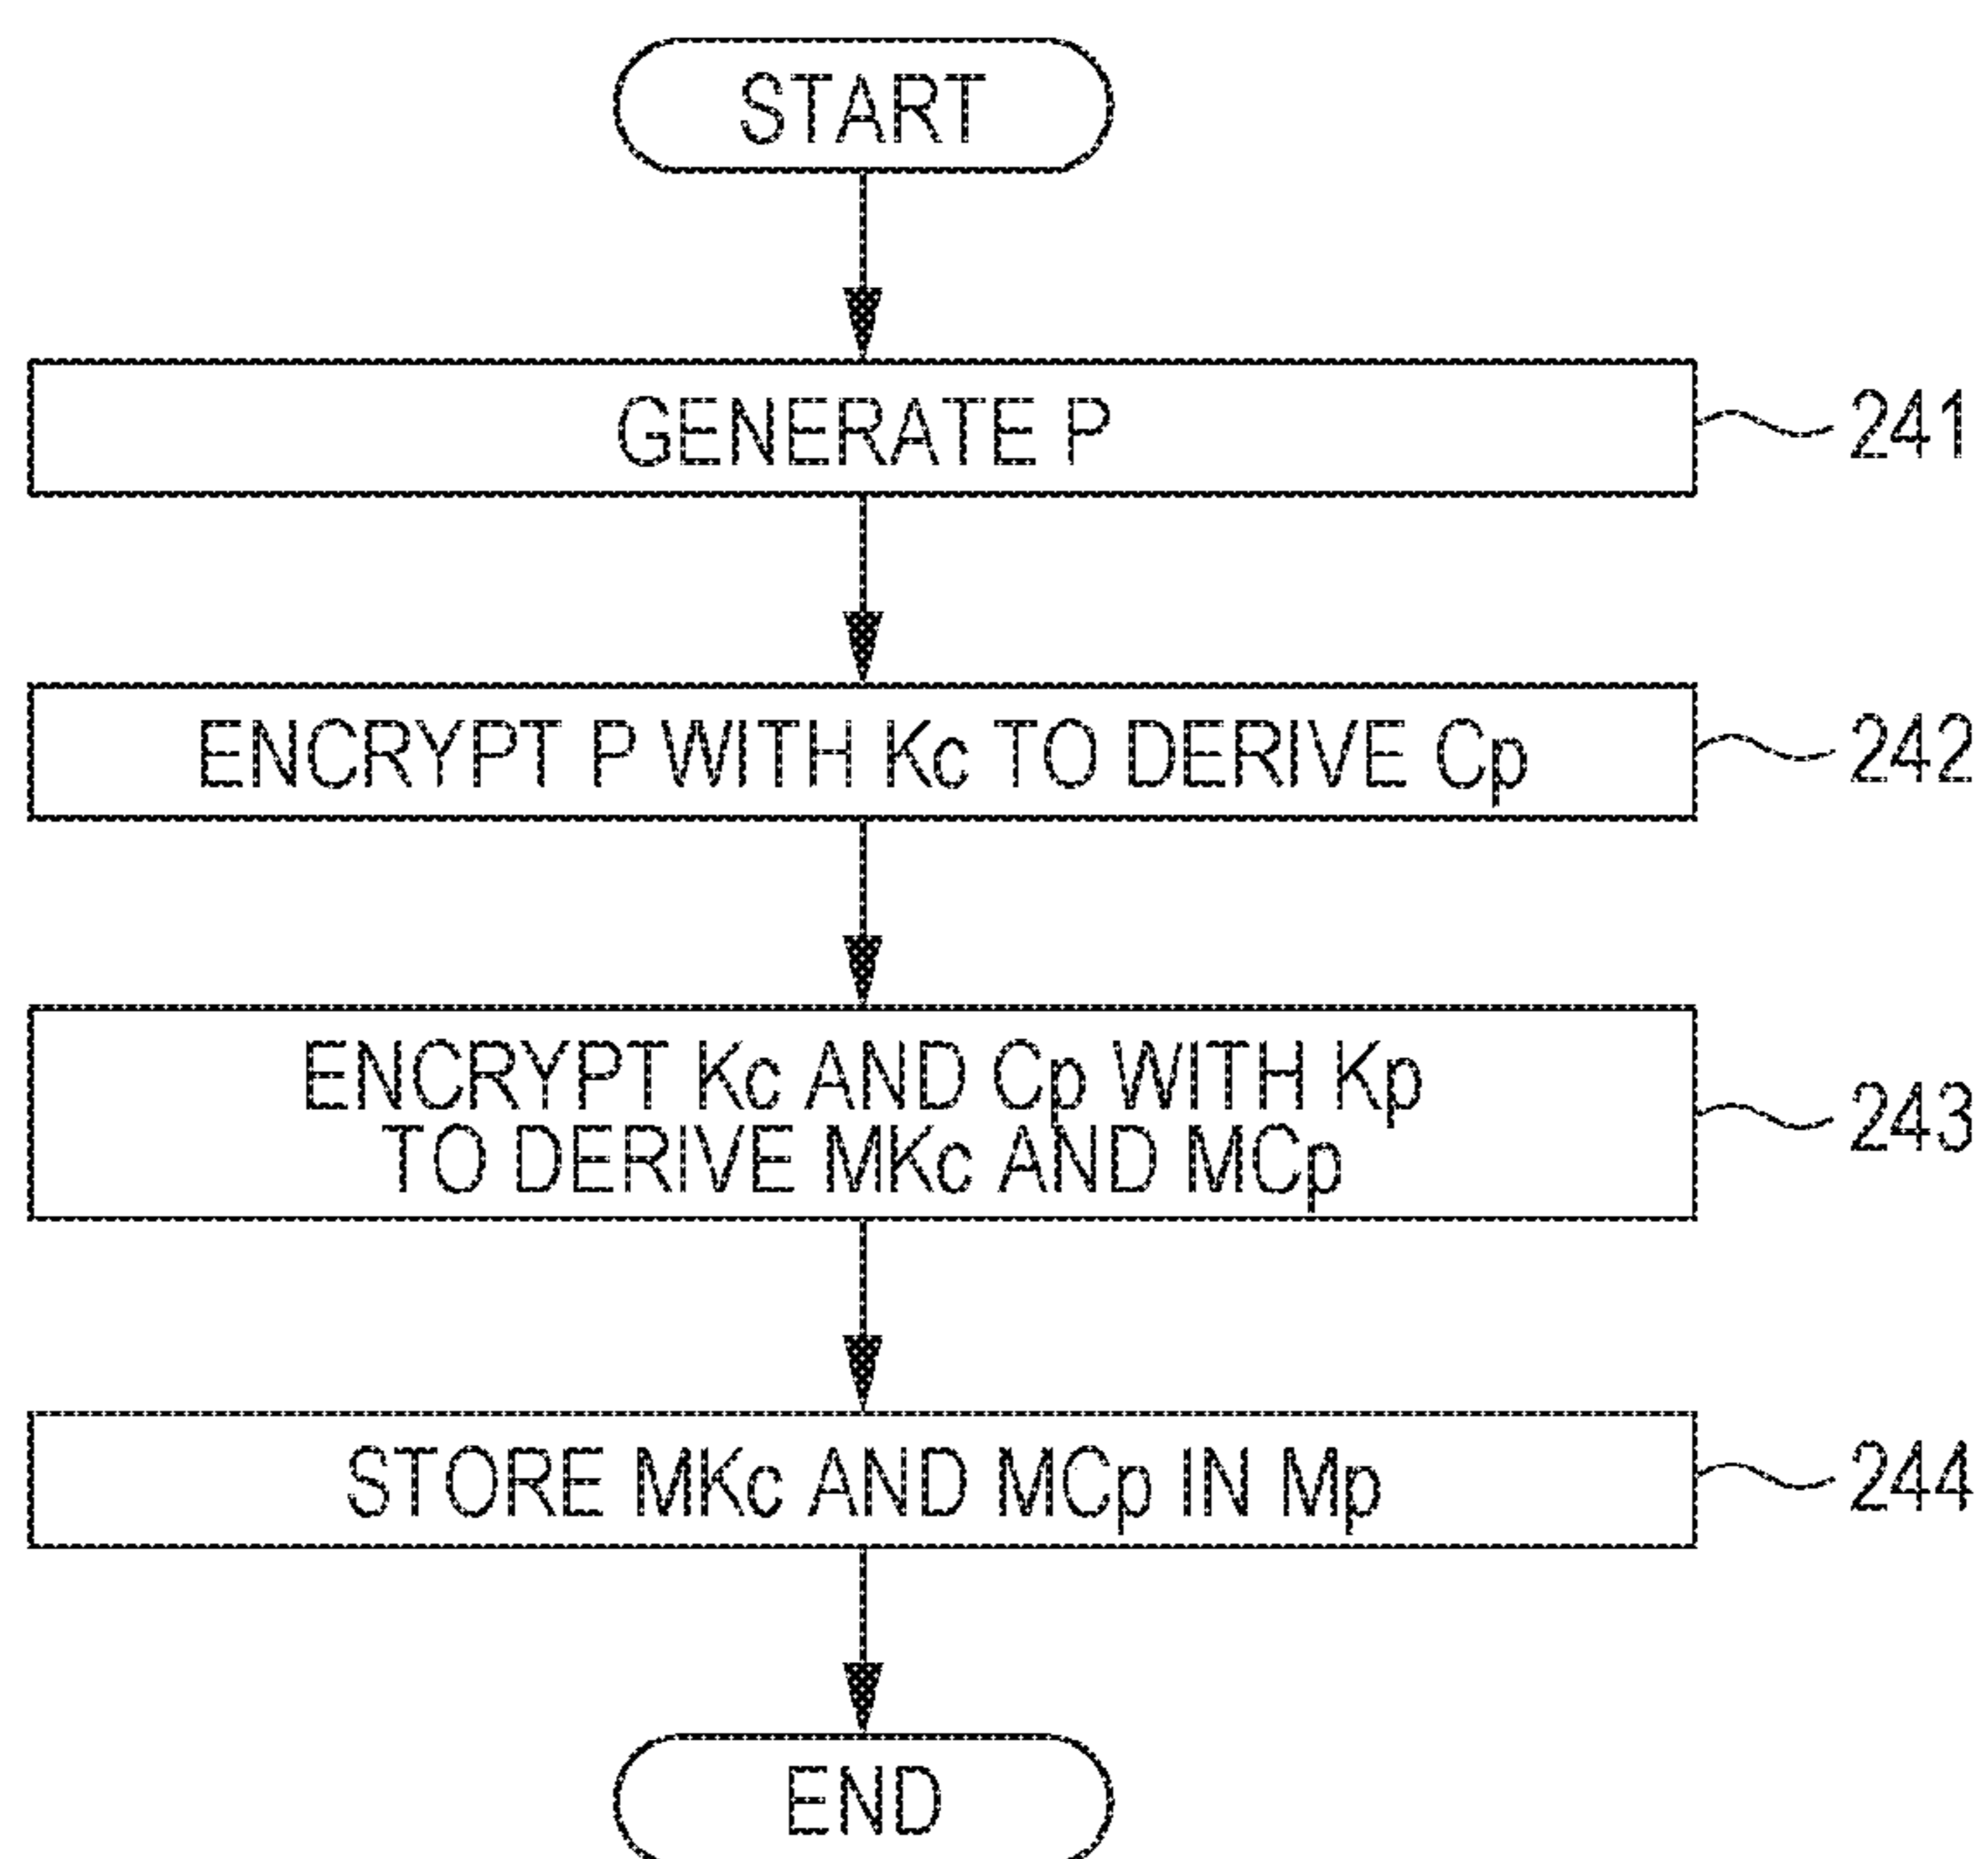 START
GENERATE P
241
ENCRYPT P WITH Kc TO DERIVE Cp
242
ENCRYPT Kc AND Cp WITH Kp
TO DERIVE MKc AND MCp
243
STORE MKc AND MCp IN Mp
244
END